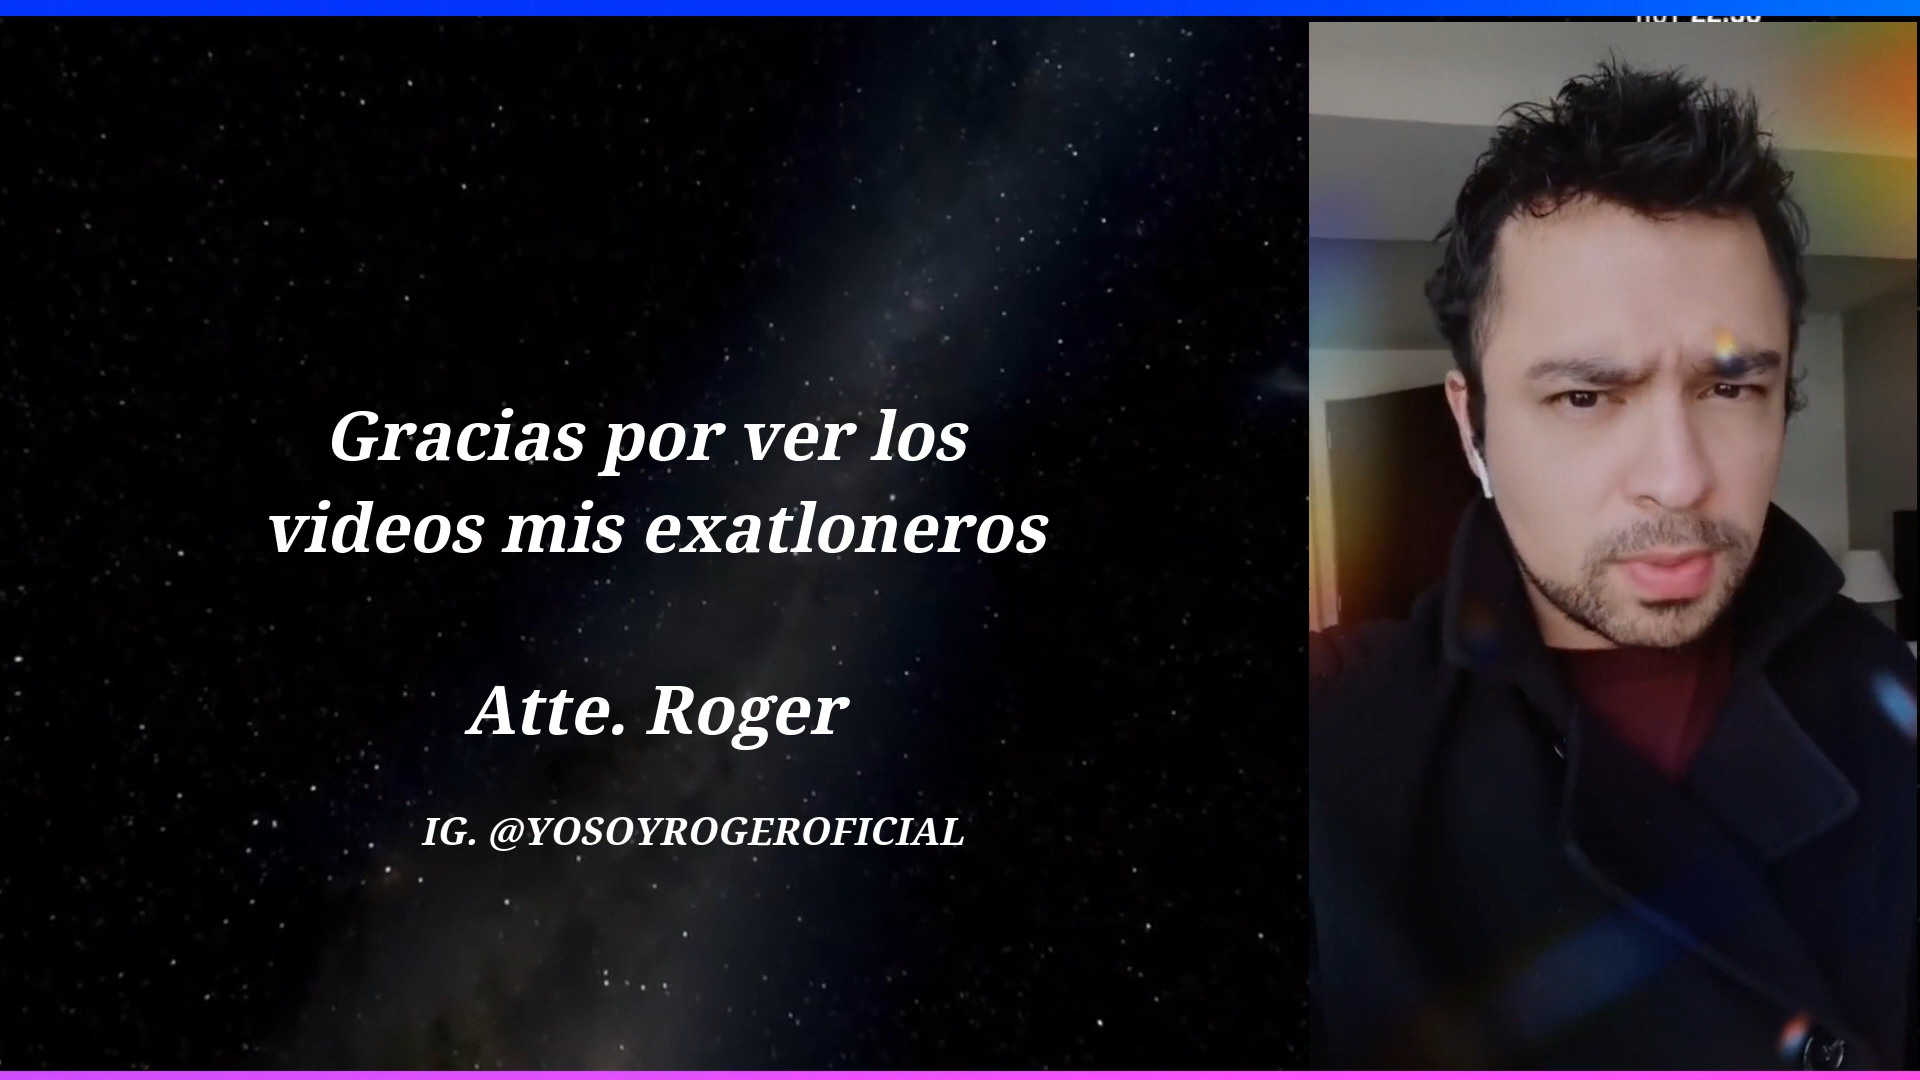 Gracias por ver los
videos mis exatloneros
Atte. Roger
IG. @YOSOYROGEROFICIAL